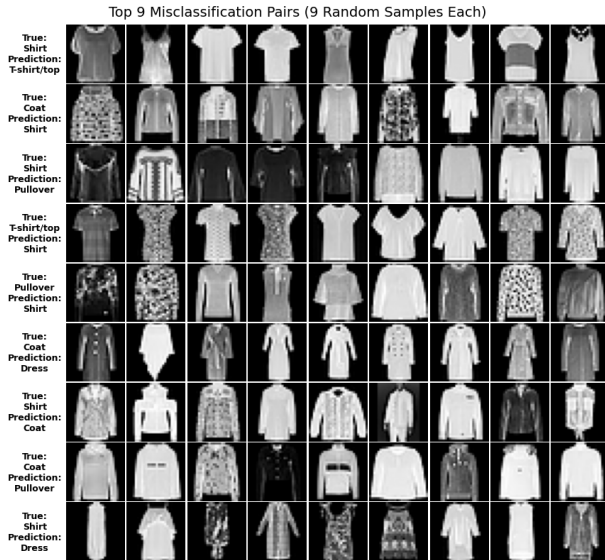 Top 9 Misclassification Pairs (9 Random Samples Each)
True:
Shirt
Prediction:
T-shirt/top
True:
Coat
Prediction:
Shirt
True:
Shirt
Prediction:
Pullover
True:
T-shirt/top
Prediction:
Shirt
True:
Pullover
Prediction:
Shirt
True:
Coat
Prediction:
Dress
True:
Shirt
Prediction:
Coat
True:
Coat
Prediction:
Pullover
True:
Shirt
Prediction:
Dress